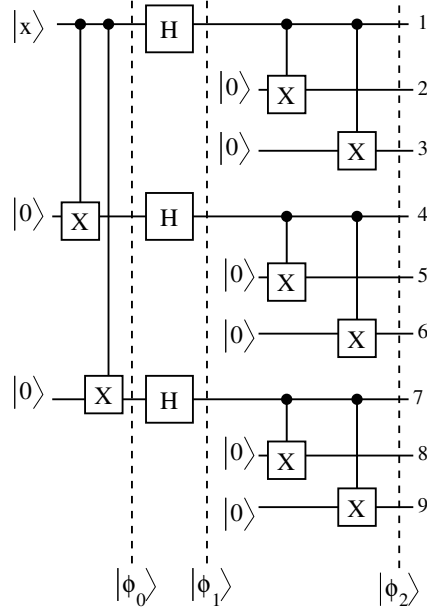 |x⟩ H 1
|0⟩ X 2
|0⟩ X 3
|0⟩ X H 4
|0⟩ X 5
|0⟩ X 6
|0⟩ X H 7
|0⟩ X 8
|0⟩ X 9
|ϕ₀⟩ |ϕ₁⟩ |ϕ₂⟩